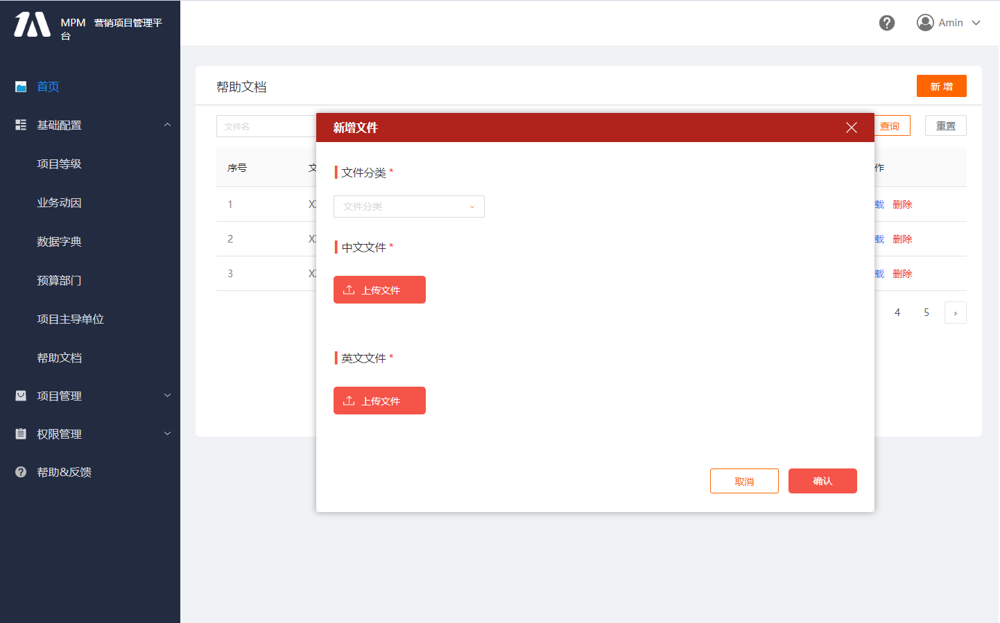 MPM 营销项目管理平
台
Amin
首页
基础配置
项目等级
业务动因
数据字典
预算部门
项目主导单位
帮助文档
项目管理
权限管理
帮助&反馈
帮助文档
新 增
文件名
查询
重置
序号
文
作
1
载 删除
2
载 删除
3
载 删除
4 5 ›
新增文件
文件分类 *
文件分类
中文文件 *
上传文件
英文文件 *
上传文件
取消
确认